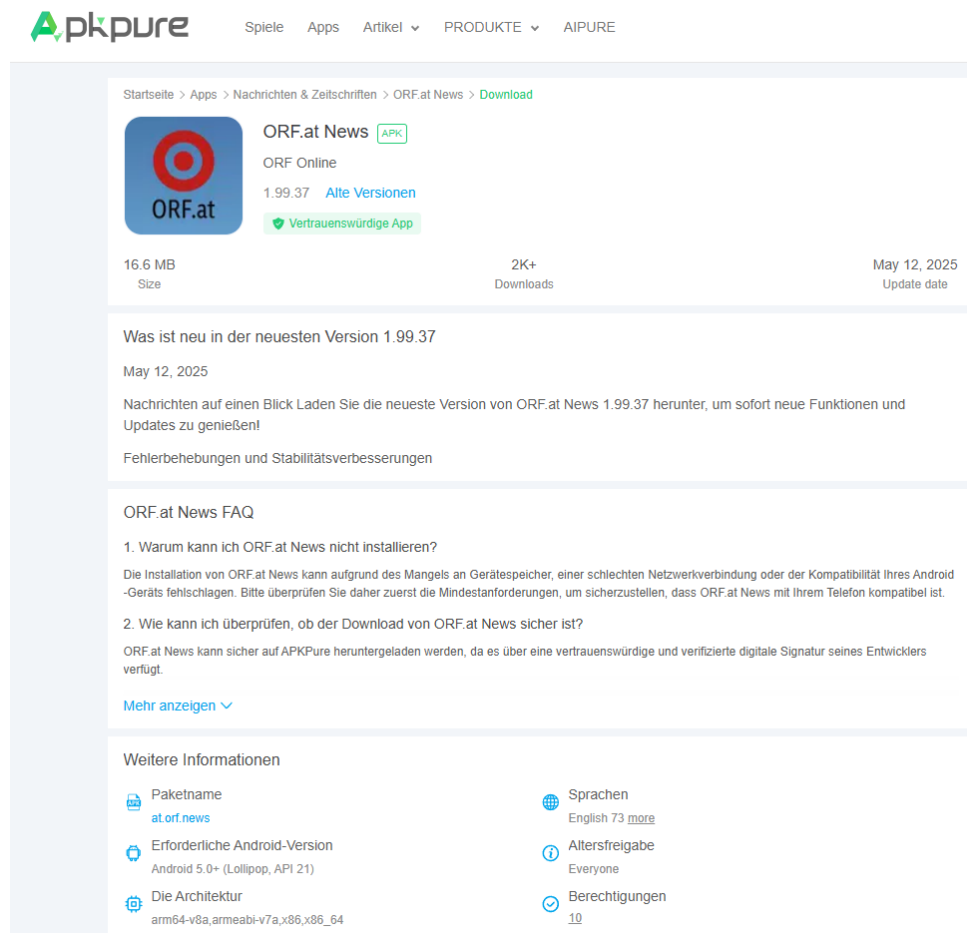 Apkpure
Spiele Apps Artikel PRODUKTE AIPURE
Startseite > Apps > Nachrichten & Zeitschriften > ORF.at News > Download
ORF.at
ORF.at News APK
ORF Online
1.99.37 Alte Versionen
Vertrauenswürdige App
16.6 MB 2K+ May 12, 2025
Size Downloads Update date
Was ist neu in der neuesten Version 1.99.37
May 12, 2025
Nachrichten auf einen Blick Laden Sie die neueste Version von ORF.at News 1.99.37 herunter, um sofort neue Funktionen und
Updates zu genießen!
Fehlerbehebungen und Stabilitätsverbesserungen
ORF.at News FAQ
1. Warum kann ich ORF.at News nicht installieren?
Die Installation von ORF.at News kann aufgrund des Mangels an Gerätespeicher, einer schlechten Netzwerkverbindung oder der Kompatibilität Ihres Android
-Geräts fehlschlagen. Bitte überprüfen Sie daher zuerst die Mindestanforderungen, um sicherzustellen, dass ORF.at News mit Ihrem Telefon kompatibel ist.
2. Wie kann ich überprüfen, ob der Download von ORF.at News sicher ist?
ORF.at News kann sicher auf APKPure heruntergeladen werden, da es über eine vertrauenswürdige und verifizierte digitale Signatur seines Entwicklers
verfügt.
Mehr anzeigen
Weitere Informationen
APK
Paketname Sprachen
at.orf.news English 73 more
Erforderliche Android-Version Altersfreigabe
Android 5.0+ (Lollipop, API 21) Everyone
Die Architektur Berechtigungen
arm64-v8a,armeabi-v7a,x86,x86_64 10